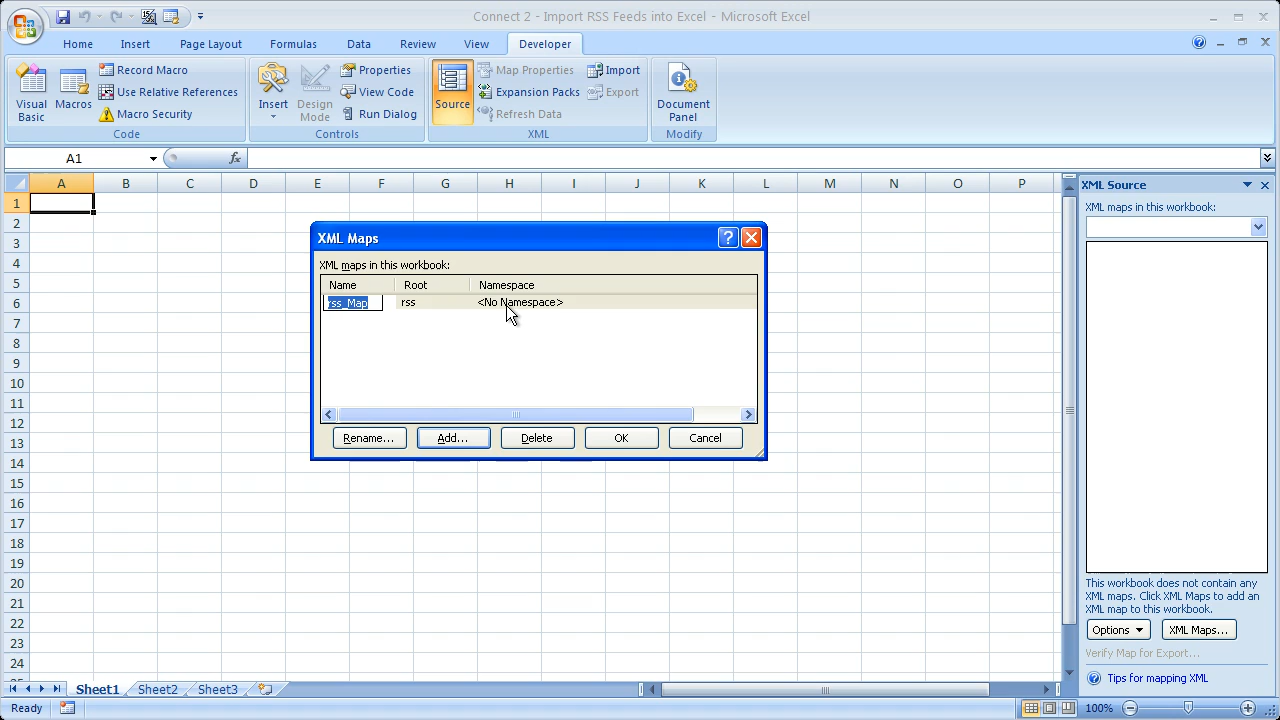 Connect 2 - Import RSS Feeds into Excel - Microsoft Excel
Home Insert Page Layout Formulas Data Review View Developer
Visual Basic
Macros
Record Macro
Use Relative References
Macro Security
Code
Insert
Design Mode
Properties
View Code
Run Dialog
Controls
Source
Map Properties
Expansion Packs
Refresh Data
Import
Export
XML
Document Panel
Modify
A1
fx
A B C D E F G H I J K L M N O P
1
2
3
4
5
6
7
8
9
10
11
12
13
14
15
16
17
18
19
20
21
22
23
24
XML Maps
XML maps in this workbook:
Name Root Namespace
rss_Map rss <No Namespace>
Rename... Add... Delete OK Cancel
XML Source
XML maps in this workbook:
This workbook does not contain any
XML maps. Click XML Maps to add an
XML map to this workbook.
Options XML Maps...
Verify Map for Export...
Tips for mapping XML
Sheet1 Sheet2 Sheet3
Ready
100%